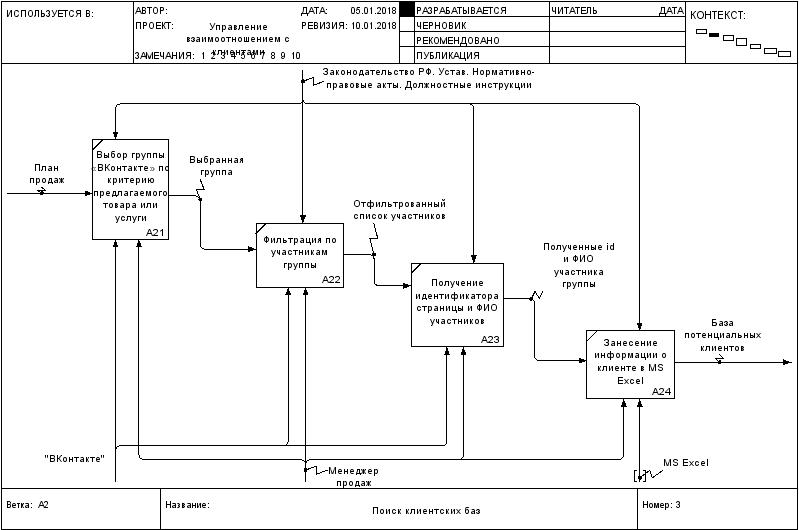 ИСПОЛЬЗУЕТСЯ В:
АВТОР:
ДАТА: 05.01.2018
ПРОЕКТ: Управление
взаимоотношением с
клиентами
РЕВИЗИЯ: 10.01.2018
ЗАМЕЧАНИЯ: 1 2 3 4 5 6 7 8 9 10
РАЗРАБАТЫВАЕТСЯ
ЧЕРНОВИК
РЕКОМЕНДОВАНО
ПУБЛИКАЦИЯ
ЧИТАТЕЛЬ ДАТА
КОНТЕКСТ:
Законодательство РФ. Устав. Нормативно-
правовые акты. Должностные инструкции
План
продаж
Выбор группы
«ВКонтакте» по
критерию
предлагаемого
товара или
услуги
A21
Выбранная
группа
Фильтрация по
участникам
группы
A22
Отфильтрованный
список участников
Получение
идентификатора
страницы и ФИО
участников
A23
Полученные id
и ФИО
участника
группы
Занесение
информации о
клиенте в MS
Excel
A24
База
потенциальных
клиентов
"ВКонтакте"
Менеджер
продаж
MS Excel
Ветка: A2
Название:
Поиск клиентских баз
Номер: 3